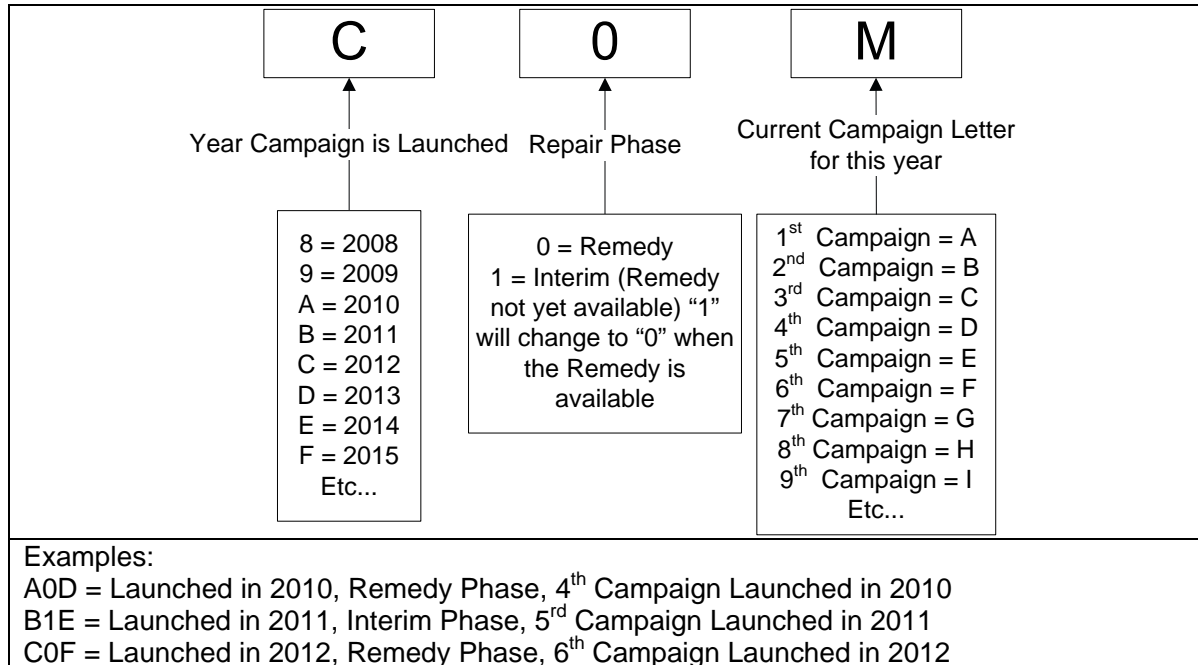 C 0 M
Year Campaign is Launched
Repair Phase
Current Campaign Letter
for this year
8 = 2008
9 = 2009
A = 2010
B = 2011
C = 2012
D = 2013
E = 2014
F = 2015
Etc...
0 = Remedy
1 = Interim (Remedy
not yet available) “1”
will change to “0” when
the Remedy is
available
1st Campaign = A
2nd Campaign = B
3rd Campaign = C
4th Campaign = D
5th Campaign = E
6th Campaign = F
7th Campaign = G
8th Campaign = H
9th Campaign = I
Etc...
Examples:
A0D = Launched in 2010, Remedy Phase, 4th Campaign Launched in 2010
B1E = Launched in 2011, Interim Phase, 5rd Campaign Launched in 2011
C0F = Launched in 2012, Remedy Phase, 6th Campaign Launched in 2012